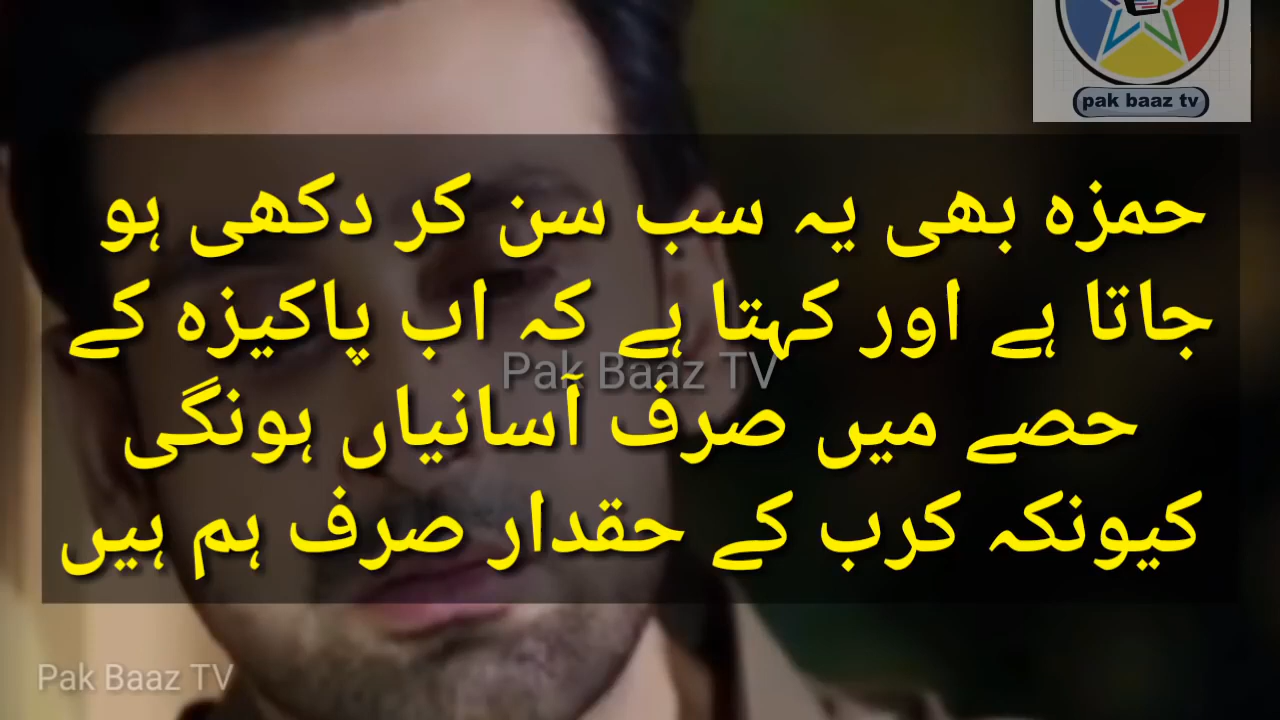 pak baaz tv
حمزہ بھی یہ سب سن کر دکھی ہو
جاتا ہے اور کہتا ہے کہ اب پاکیزہ کے
Pak Baaz TV
حصے میں صرف آسانیاں ہونگی
کیونکہ کرب کے حقدار صرف ہم ہیں
Pak Baaz TV